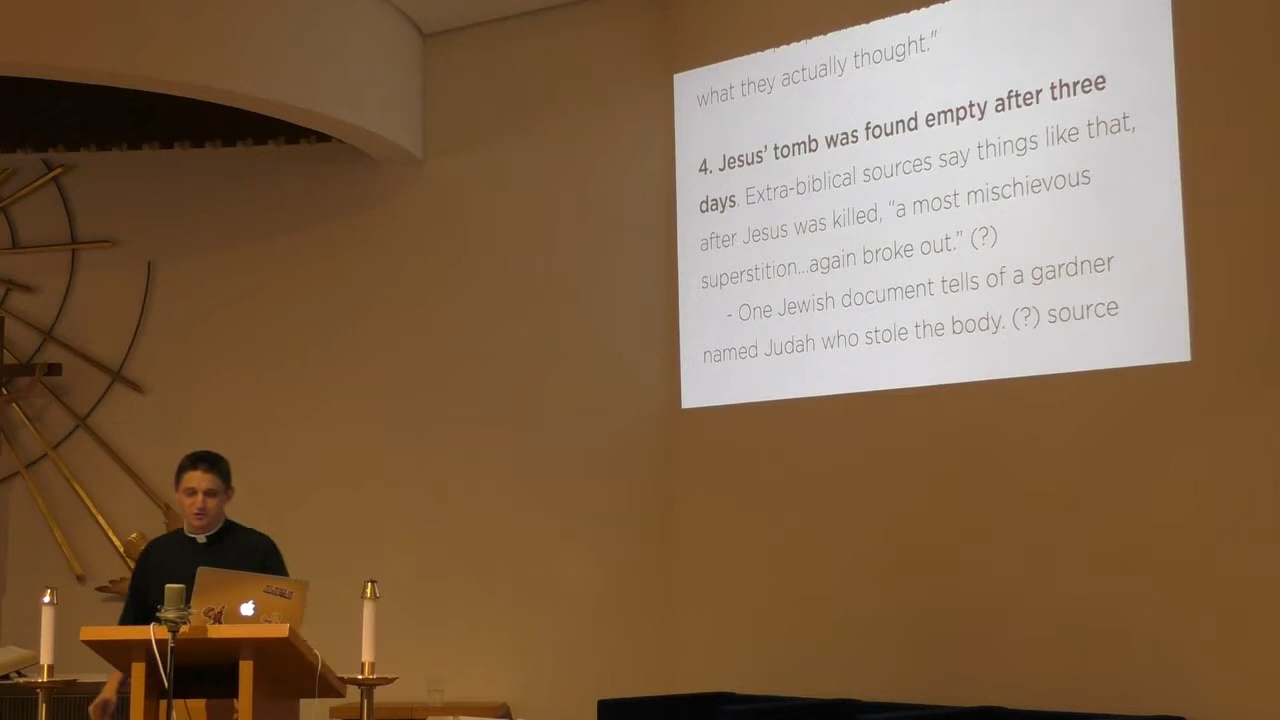 what they actually thought."
4. Jesus' tomb was found empty after three
days. Extra-biblical sources say things like that,
after Jesus was killed, "a most mischievous
superstition...again broke out." (?)
- One Jewish document tells of a gardner
named Judah who stole the body. (?) source